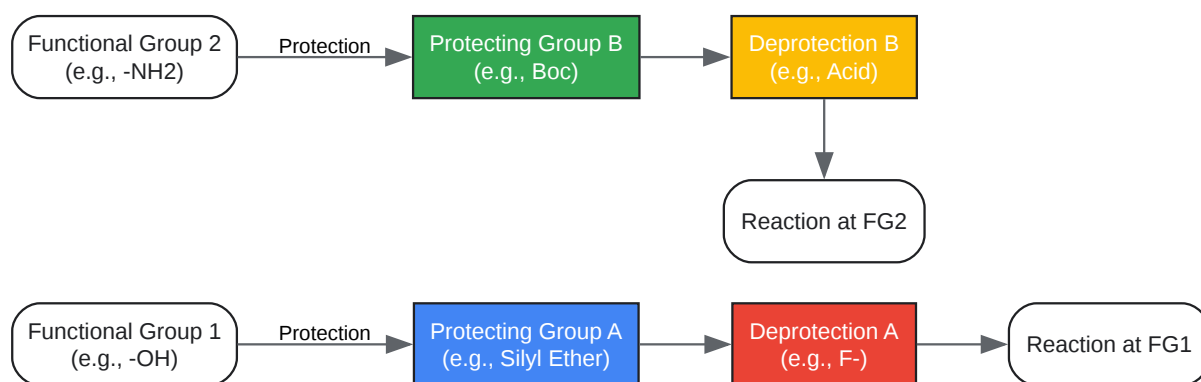 Functional Group 2
(e.g., -NH2)
Protection
Protecting Group B
(e.g., Boc)
Deprotection B
(e.g., Acid)
Reaction at FG2
Functional Group 1
(e.g., -OH)
Protection
Protecting Group A
(e.g., Silyl Ether)
Deprotection A
(e.g., F-)
Reaction at FG1